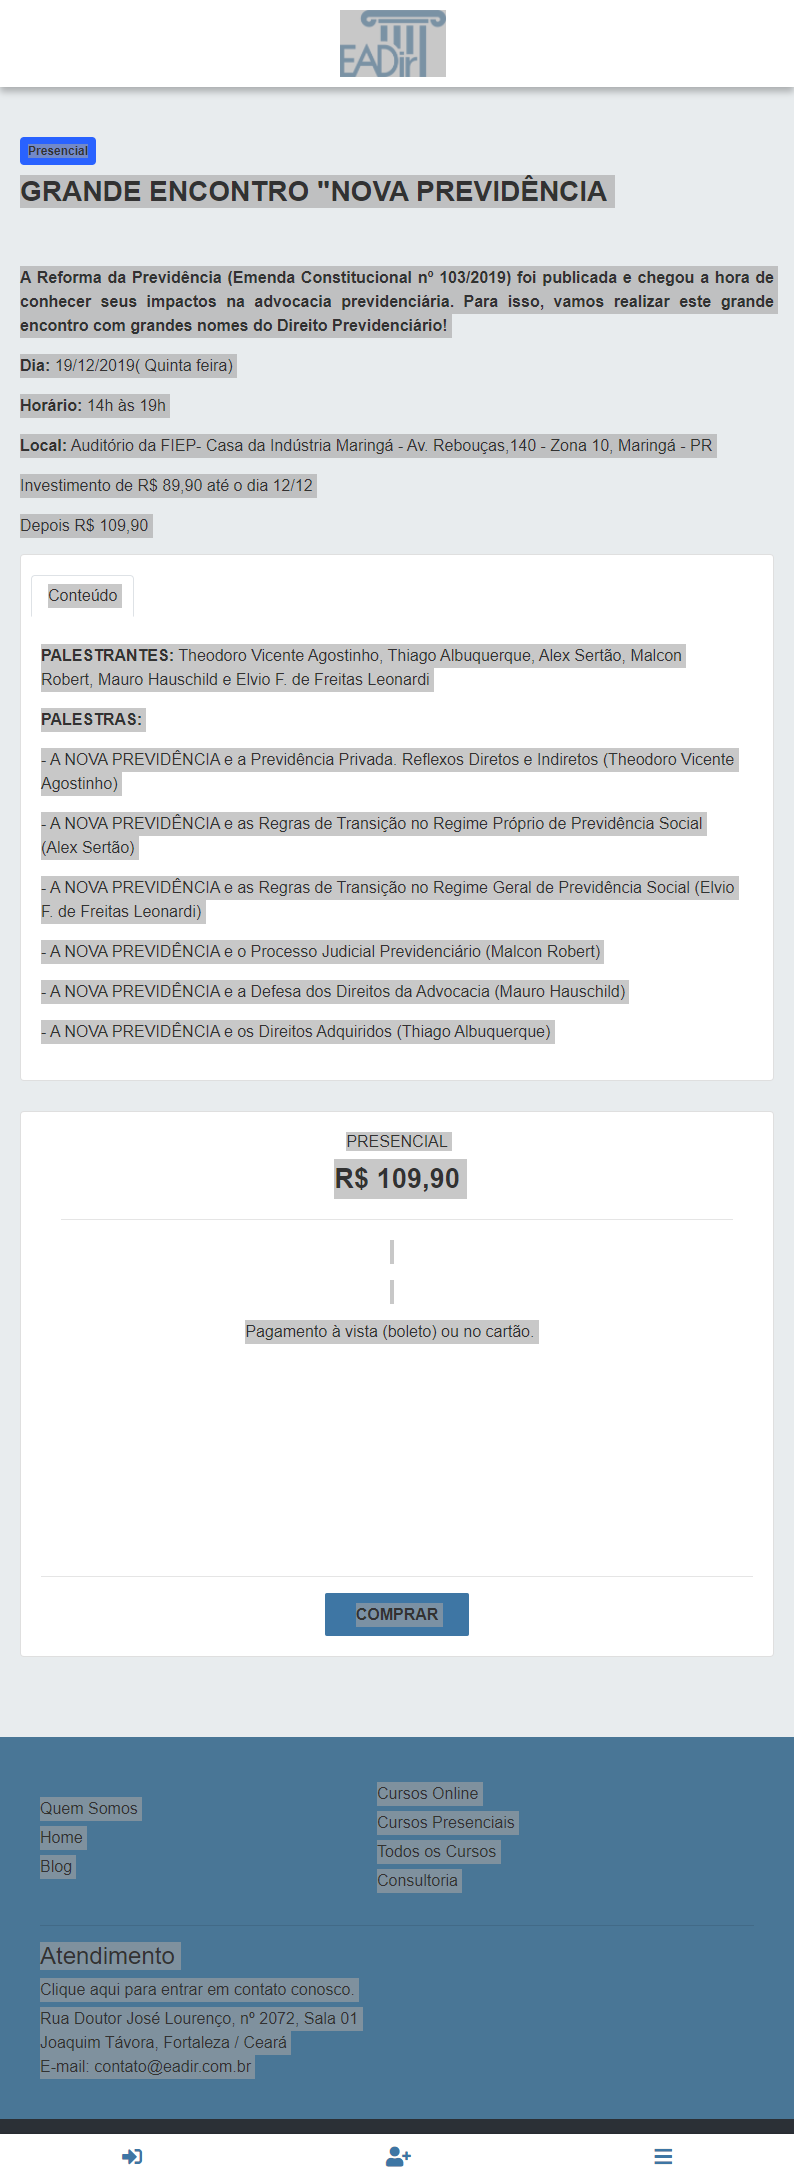 EADir
Presencial
GRANDE ENCONTRO "NOVA PREVIDÊNCIA
A Reforma da Previdência (Emenda Constitucional nº 103/2019) foi publicada e chegou a hora de
conhecer seus impactos na advocacia previdenciária. Para isso, vamos realizar este grande
encontro com grandes nomes do Direito Previdenciário!
Dia: 19/12/2019( Quinta feira)
Horário: 14h às 19h
Local: Auditório da FIEP- Casa da Indústria Maringá - Av. Rebouças,140 - Zona 10, Maringá - PR
Investimento de R$ 89,90 até o dia 12/12
Depois R$ 109,90
Conteúdo
PALESTRANTES: Theodoro Vicente Agostinho, Thiago Albuquerque, Alex Sertão, Malcon
Robert, Mauro Hauschild e Elvio F. de Freitas Leonardi
PALESTRAS:
- A NOVA PREVIDÊNCIA e a Previdência Privada. Reflexos Diretos e Indiretos (Theodoro Vicente
Agostinho)
- A NOVA PREVIDÊNCIA e as Regras de Transição no Regime Próprio de Previdência Social
(Alex Sertão)
- A NOVA PREVIDÊNCIA e as Regras de Transição no Regime Geral de Previdência Social (Elvio
F. de Freitas Leonardi)
- A NOVA PREVIDÊNCIA e o Processo Judicial Previdenciário (Malcon Robert)
- A NOVA PREVIDÊNCIA e a Defesa dos Direitos da Advocacia (Mauro Hauschild)
- A NOVA PREVIDÊNCIA e os Direitos Adquiridos (Thiago Albuquerque)
PRESENCIAL
R$ 109,90
Pagamento à vista (boleto) ou no cartão.
COMPRAR
Quem Somos
Home
Blog
Cursos Online
Cursos Presenciais
Todos os Cursos
Consultoria
Atendimento
Clique aqui para entrar em contato conosco.
Rua Doutor José Lourenço, nº 2072, Sala 01
Joaquim Távora, Fortaleza / Ceará
E-mail: contato@eadir.com.br